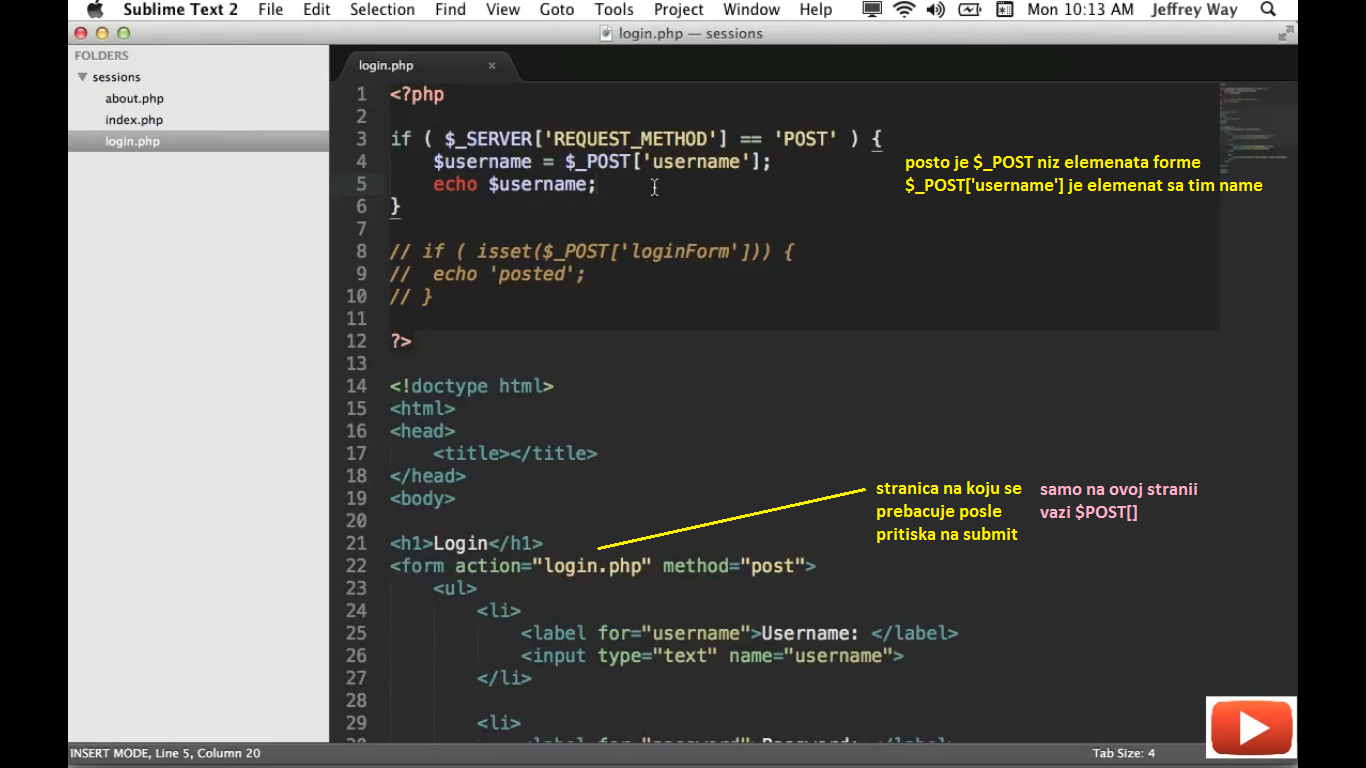 Sublime Text 2 File Edit Selection Find View Goto Tools Project Window Help Mon 10:13 AM Jeffrey Way
login.php — sessions
FOLDERS
sessions
about.php
index.php
login.php
login.php ×
1 <?php
2
3 if ( $_SERVER['REQUEST_METHOD'] == 'POST' ) {
4 $username = $_POST['username'];
5 echo $username;
6 }
7
8 // if ( isset($_POST['loginForm'])) {
9 // echo 'posted';
10 // }
11
12 ?>
13
14 <!doctype html>
15 <html>
16 <head>
17 <title></title>
18 </head>
19 <body>
20
21 <h1>Login</h1>
22 <form action="login.php" method="post">
23 <ul>
24 <li>
25 <label for="username">Username: </label>
26 <input type="text" name="username">
27 </li>
28
29 <li>
posto je $_POST niz elemenata forme
$_POST['username'] je elemenat sa tim name
stranica na koju se
prebacuje posle
pritiska na submit
samo na ovoj stranii
vazi $POST[]
INSERT MODE, Line 5, Column 20 Tab Size: 4